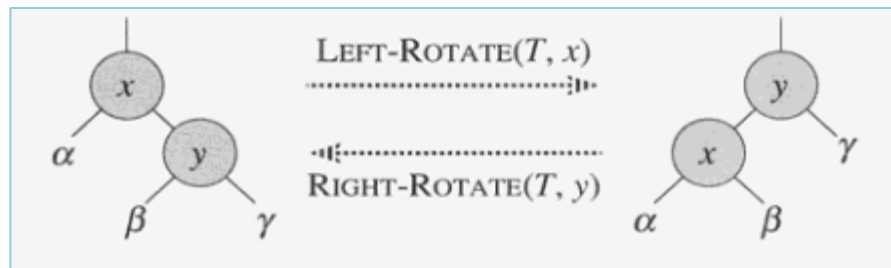 LEFT-ROTATE(T, x)
x
y
α
y
x
γ
RIGHT-ROTATE(T, y)
β
γ
α
β